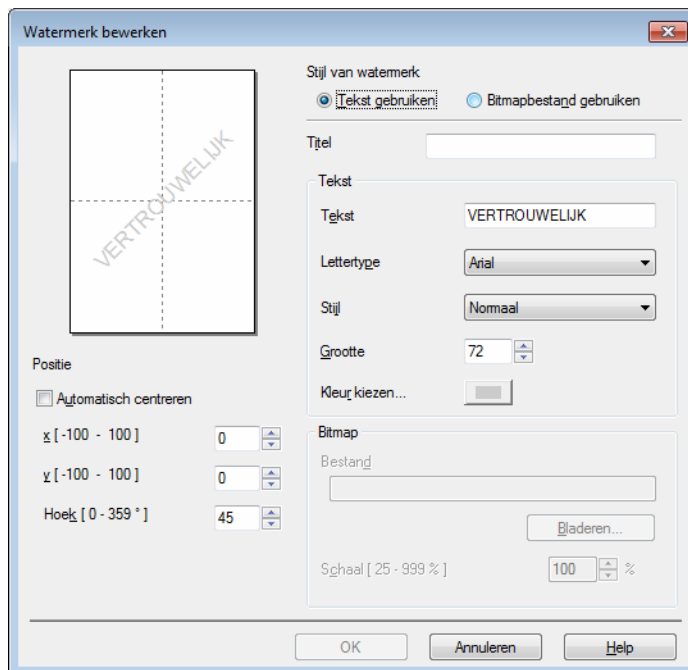 Watermerk bewerken
VERTROUWELIJK
Positie
Automatisch centreren
x [ -100 - 100 ] 0
y [ -100 - 100 ] 0
Hoek [ 0 - 359 ° ] 45
Stijl van watermerk
Tekst gebruiken Bitmapbestand gebruiken
Titel
Tekst
Tekst VERTROUWELIJK
Lettertype Arial
Stijl Normaal
Grootte 72
Kleur kiezen...
Bitmap
Bestand
Bladeren...
Schaal [ 25 - 999 % ] 100 %
OK Annuleren Help